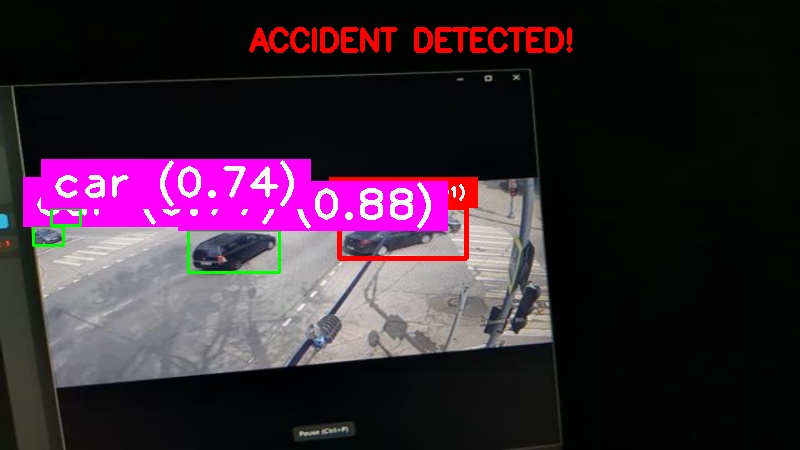 ACCIDENT DETECTED!
car (0.74)
(0.88)
Pause (Ctrl+P)